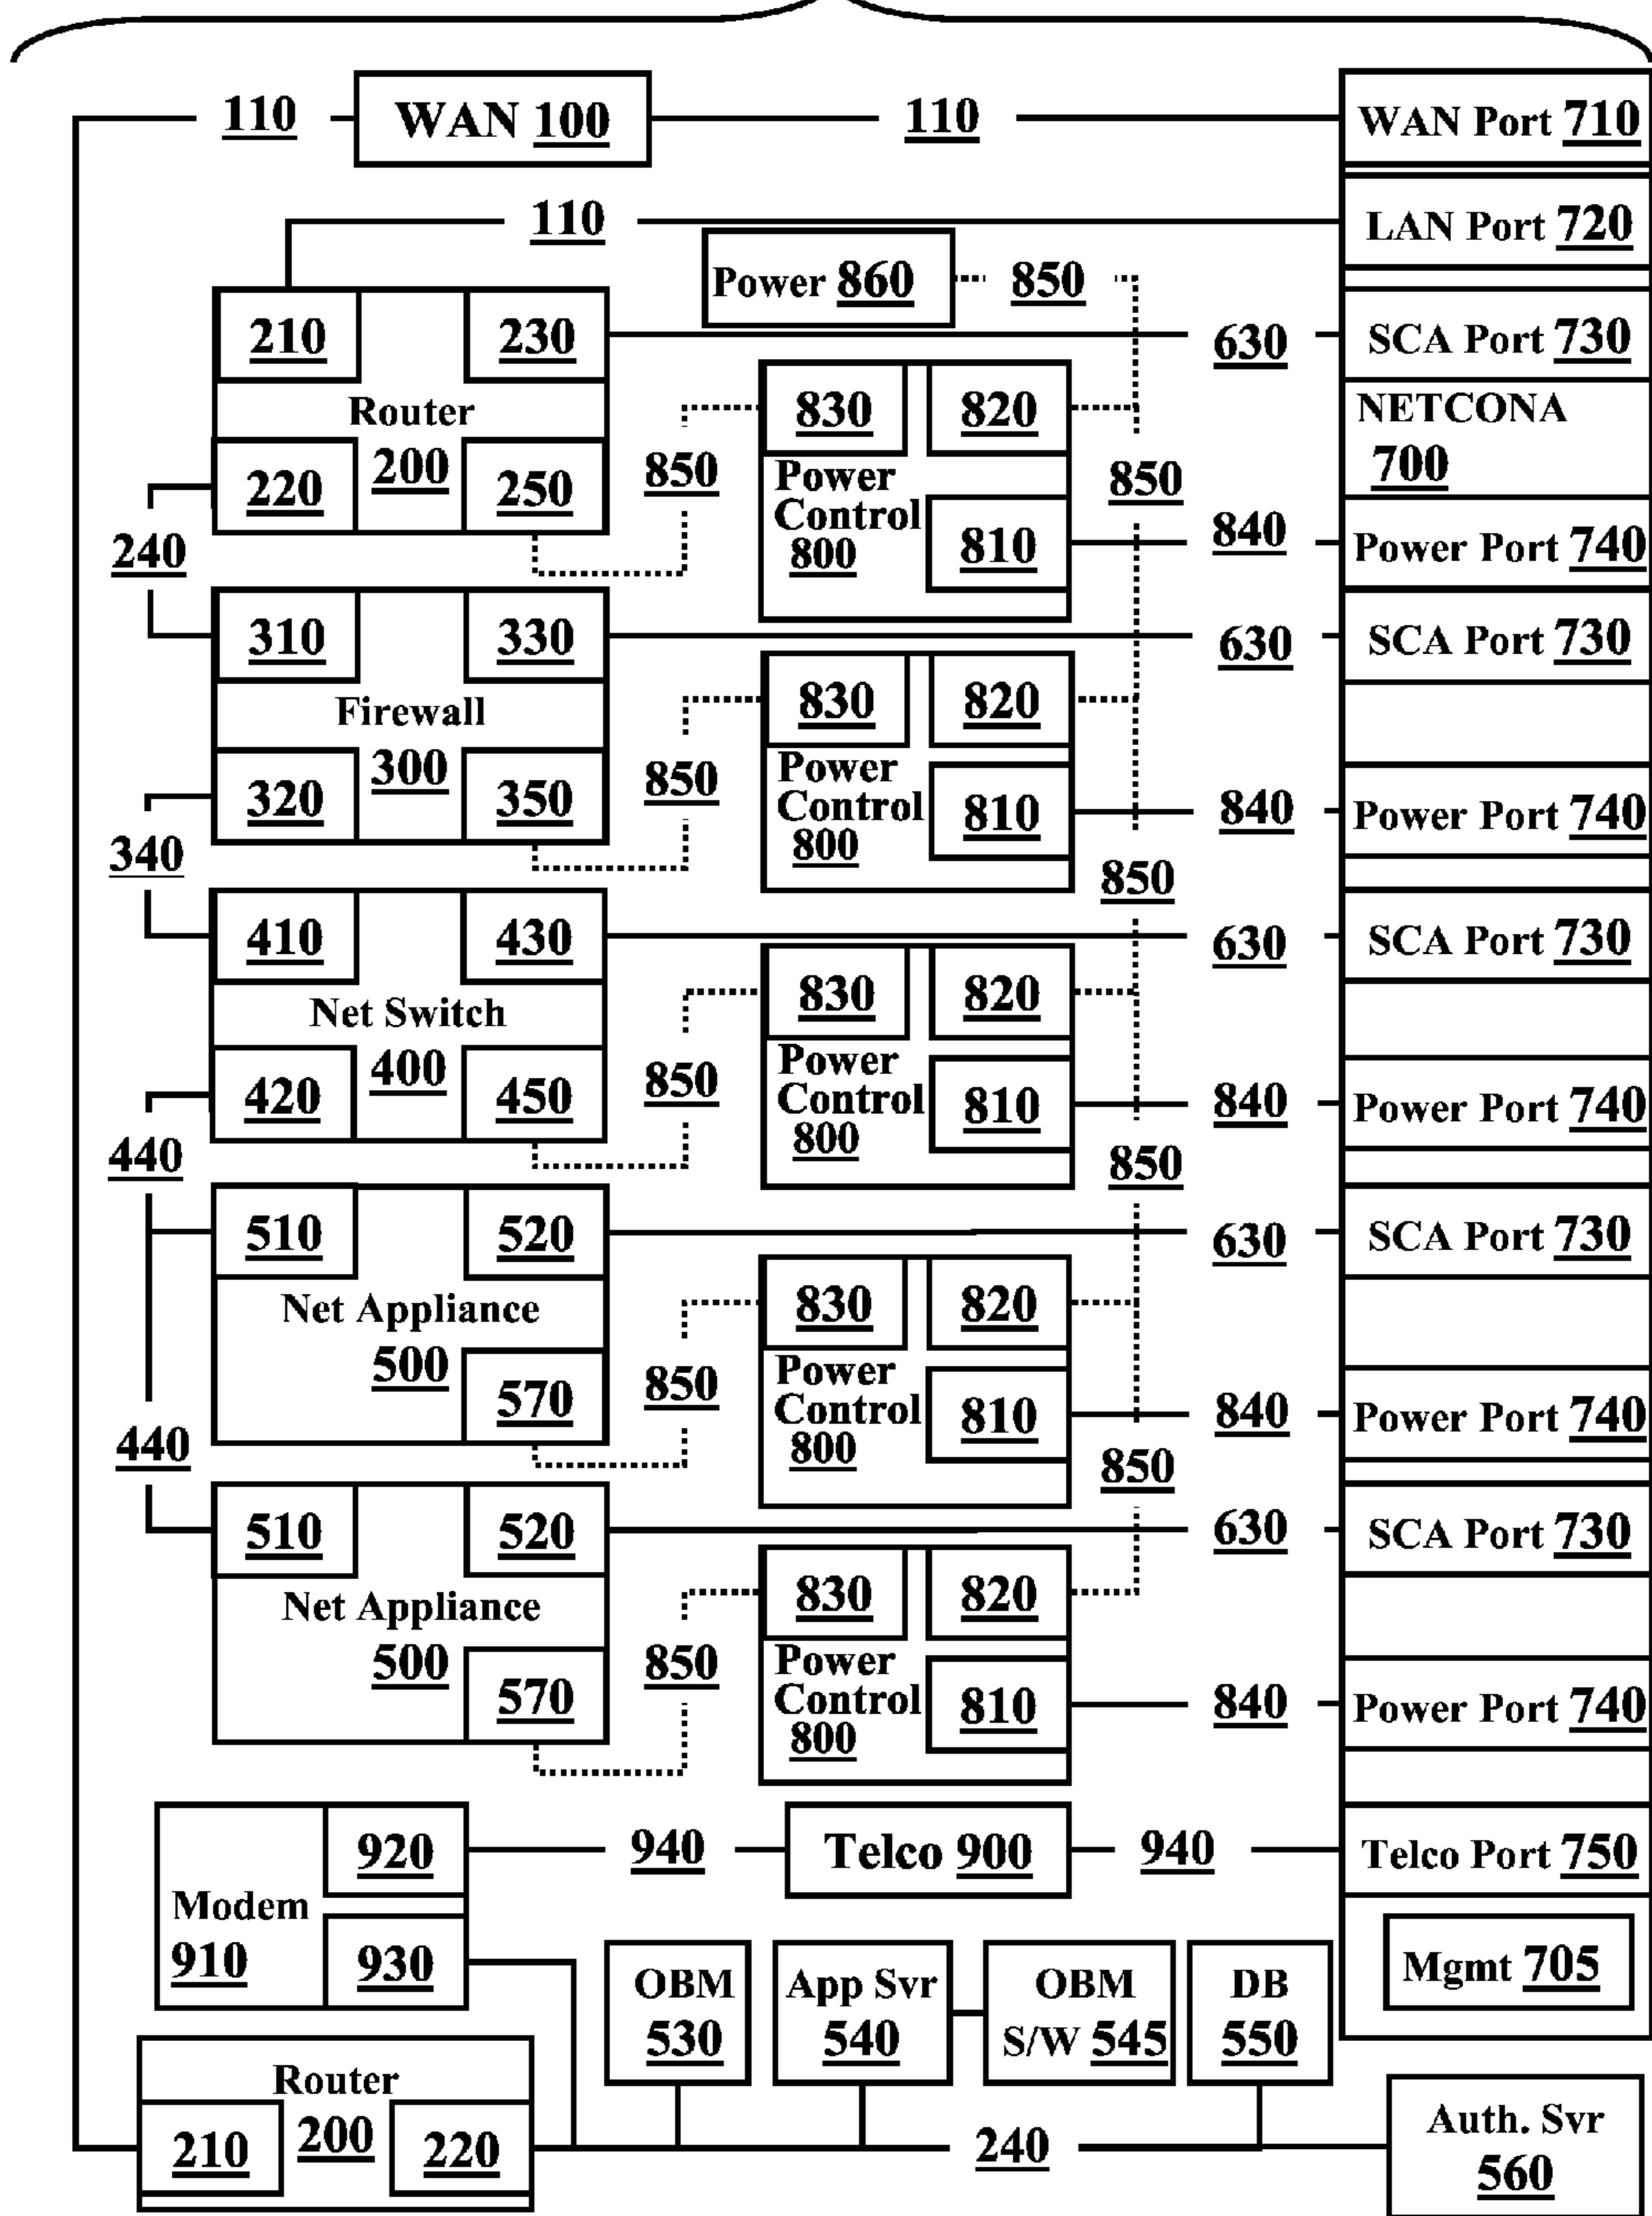 110 WAN 100 110 WAN Port 710
110 LAN Port 720
Power 860 850
210 230 630 SCA Port 730
Router 830 820 NETCONA
220 200 250 850 Power 850 700
Control
240 800 810 840 Power Port 740
310 330 630 SCA Port 730
Firewall 830 820
320 300 350 850 Power
Control
340 800 810 840 Power Port 740
850
410 430 630 SCA Port 730
Net Switch 830 820
420 400 450 850 Power
Control
800 810 840 Power Port 740
440 850
510 520 630 SCA Port 730
Net Appliance 830 820
500 850 Power
Control
570 800 810 840 Power Port 740
440 850
510 520 630 SCA Port 730
Net Appliance 830 820
500 850 Power
Control
570 800 810 840 Power Port 740
920 940 Telco 900 940 Telco Port 750
Modem
910 930 OBM App Svr OBM DB Mgmt 705
530 540 S/W 545 550
Router
210 200 220 240 Auth. Svr
560